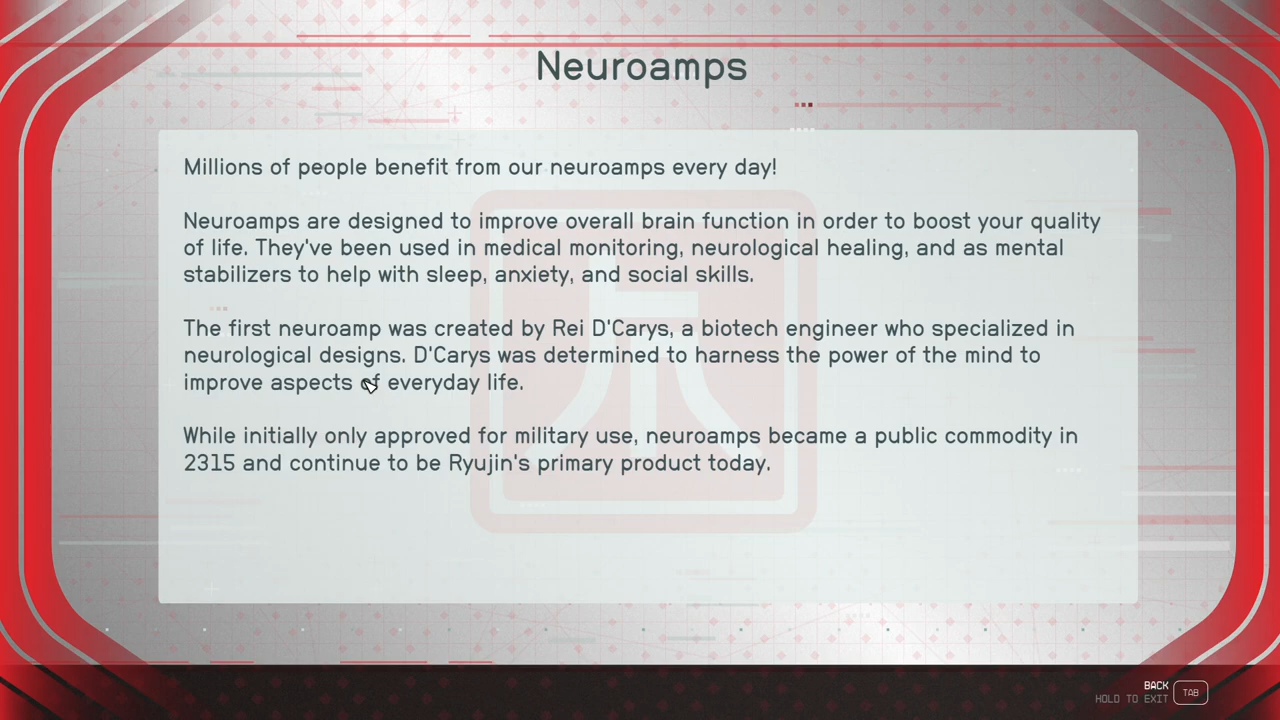 Neuroamps
Millions of people benefit from our neuroamps every day!
Neuroamps are designed to improve overall brain function in order to boost your quality
of life. They've been used in medical monitoring, neurological healing, and as mental
stabilizers to help with sleep, anxiety, and social skills.
The first neuroamp was created by Rei D'Carys, a biotech engineer who specialized in
neurological designs. D'Carys was determined to harness the power of the mind to
improve aspects of everyday life.
While initially only approved for military use, neuroamps became a public commodity in
2315 and continue to be Ryujin's primary product today.
BACK
HOLD TO EXIT TAB